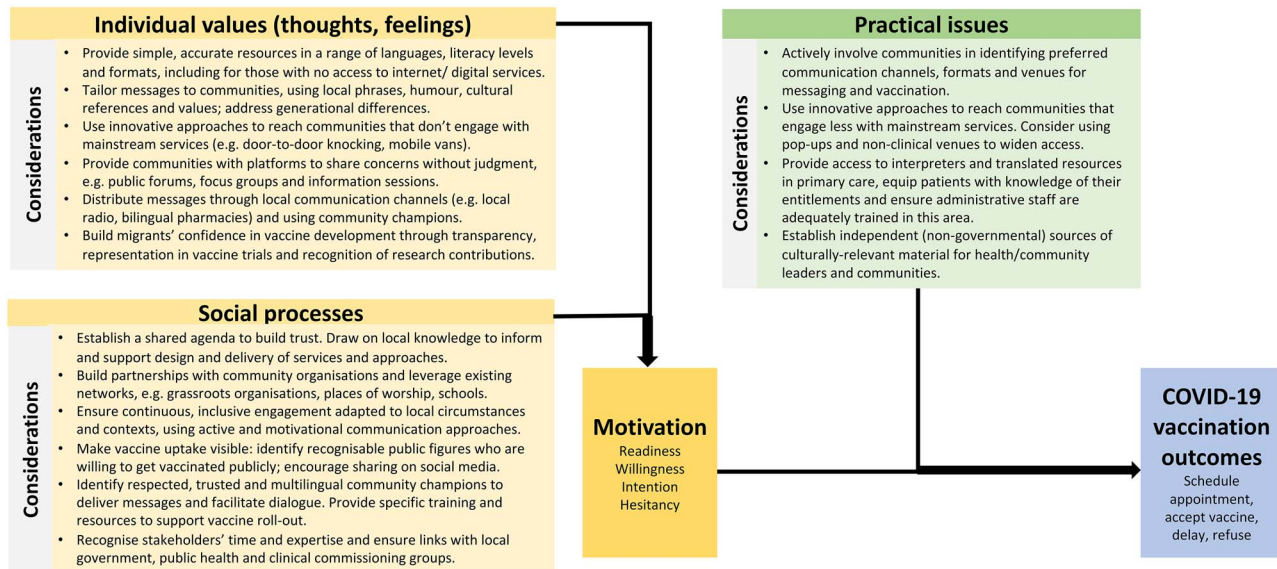 Individual values (thoughts, feelings)
Considerations
• Provide simple, accurate resources in a range of languages, literacy levels
and formats, including for those with no access to internet/ digital services.
• Tailor messages to communities, using local phrases, humour, cultural
references and values; address generational differences.
• Use innovative approaches to reach communities that don't engage with
mainstream services (e.g. door-to-door knocking, mobile vans).
• Provide communities with platforms to share concerns without judgment,
e.g. public forums, focus groups and information sessions.
• Distribute messages through local communication channels (e.g. local
radio, bilingual pharmacies) and using community champions.
• Build migrants' confidence in vaccine development through transparency,
representation in vaccine trials and recognition of research contributions.
Social processes
Considerations
• Establish a shared agenda to build trust. Draw on local knowledge to inform
and support design and delivery of services and approaches.
• Build partnerships with community organisations and leverage existing
networks, e.g. grassroots organisations, places of worship, schools.
• Ensure continuous, inclusive engagement adapted to local circumstances
and contexts, using active and motivational communication approaches.
• Make vaccine uptake visible: identify recognisable public figures who are
willing to get vaccinated publicly; encourage sharing on social media.
• Identify respected, trusted and multilingual community champions to
deliver messages and facilitate dialogue. Provide specific training and
resources to support vaccine roll-out.
• Recognise stakeholders' time and expertise and ensure links with local
government, public health and clinical commissioning groups.
Practical issues
Considerations
• Actively involve communities in identifying preferred
communication channels, formats and venues for
messaging and vaccination.
• Use innovative approaches to reach communities that
engage less with mainstream services. Consider using
pop-ups and non-clinical venues to widen access.
• Provide access to interpreters and translated resources
in primary care, equip patients with knowledge of their
entitlements and ensure administrative staff are
adequately trained in this area.
• Establish independent (non-governmental) sources of
culturally-relevant material for health/community
leaders and communities.
Motivation
Readiness
Willingness
Intention
Hesitancy
COVID-19
vaccination
outcomes
Schedule
appointment,
accept vaccine,
delay, refuse